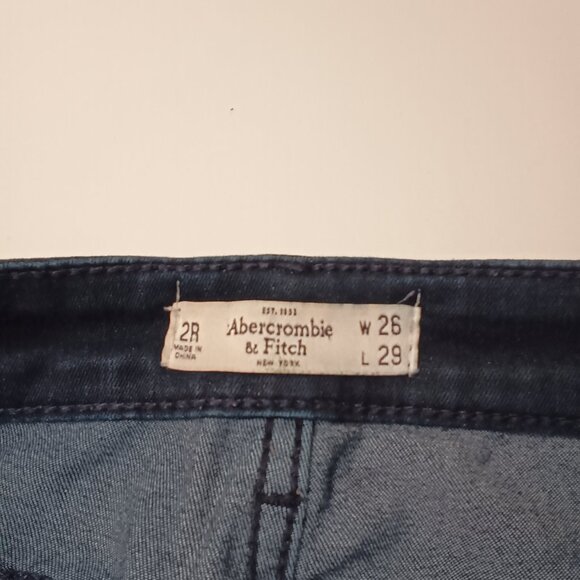 2R
MADE IN
CHINA
EST. 1892
Abercrombie
& Fitch
NEW YORK
W 26
L 29